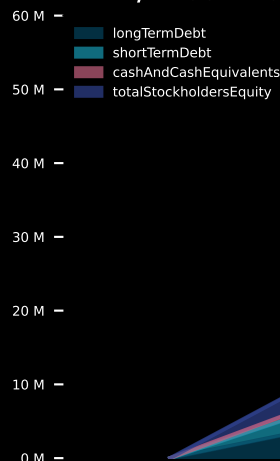 60 M
longTermDebt
shortTermDebt
cashAndCashEquivalents
totalStockholdersEquity
50 M
40 M
30 M
20 M
10 M
0 M